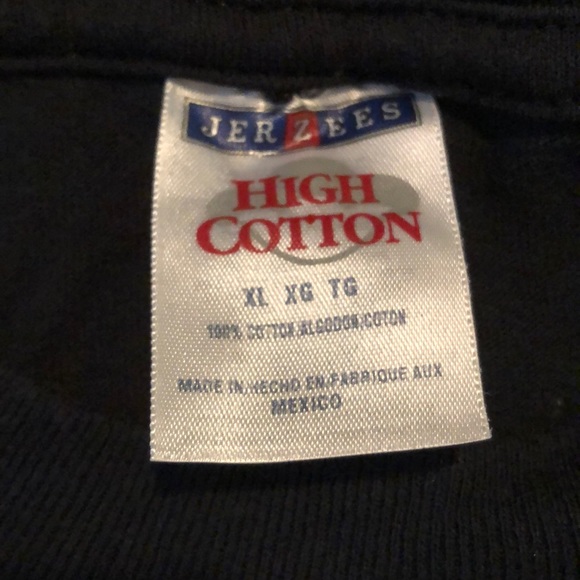 JERZEES
HIGH
COTTON
XL XG TG
100% COTTON/ALGODON/COTON
MADE IN/HECHO EN/FABRIQUE AUX
MEXICO